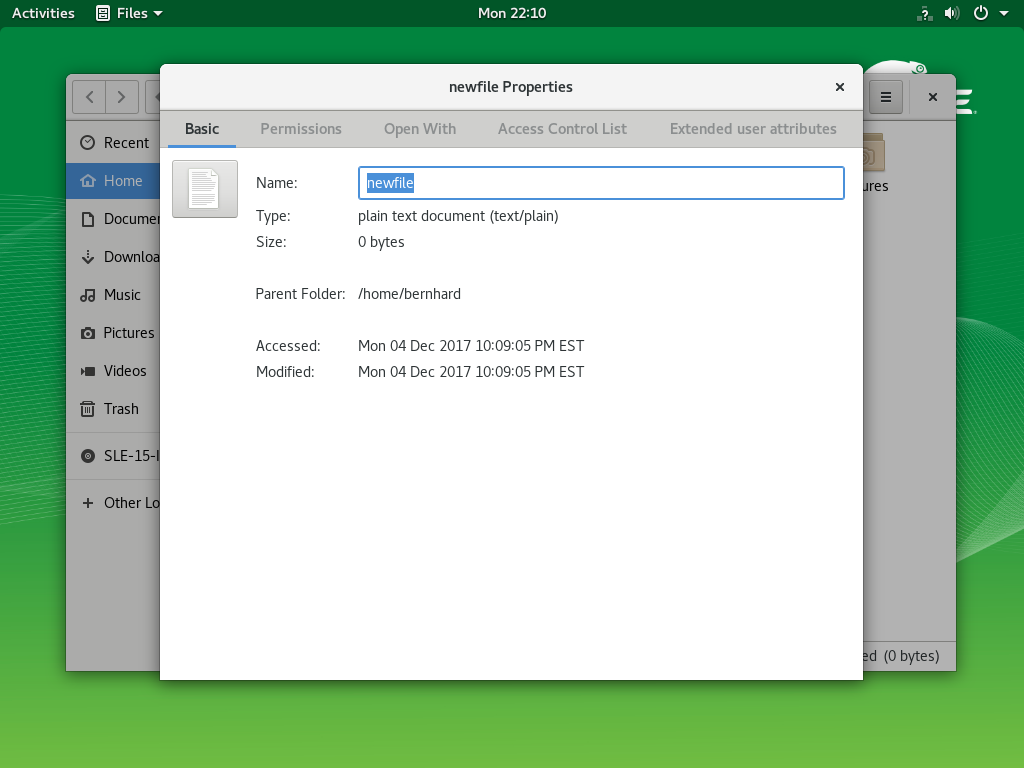 Activities Files Mon 22:10
newfile Properties
Basic Permissions Open With Access Control List Extended user attributes
Name: newfile
Type: plain text document (text/plain)
Size: 0 bytes
Parent Folder: /home/bernhard
Accessed: Mon 04 Dec 2017 10:09:05 PM EST
Modified: Mon 04 Dec 2017 10:09:05 PM EST
Recent
Home
Docume
Downloa
Music
Pictures
Videos
Trash
SLE-15-I
Other Lo
ures
ed (0 bytes)